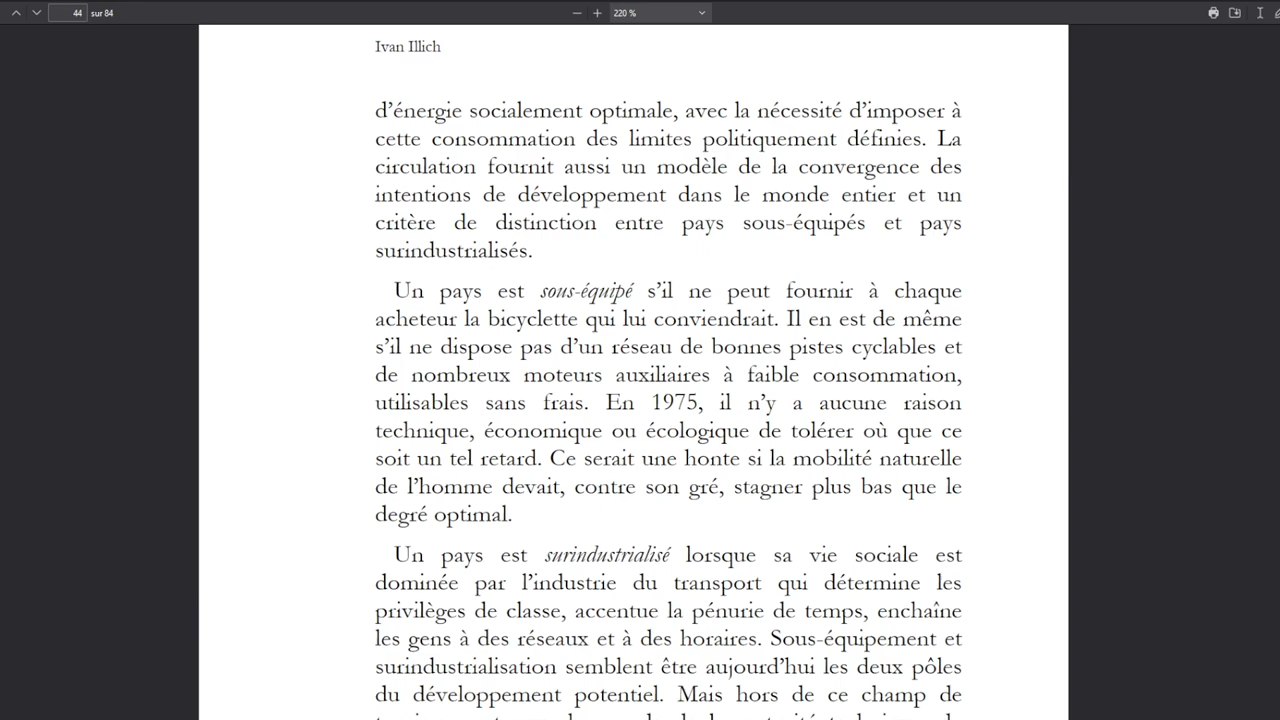 44 sur 84
220 %
Ivan Illich
d’énergie socialement optimale, avec la nécessité d’imposer à
cette consommation des limites politiquement définies. La
circulation fournit aussi un modèle de la convergence des
intentions de développement dans le monde entier et un
critère de distinction entre pays sous-équipés et pays
surindustrialisés.
Un pays est sous-équipé s’il ne peut fournir à chaque
acheteur la bicyclette qui lui conviendrait. Il en est de même
s’il ne dispose pas d’un réseau de bonnes pistes cyclables et
de nombreux moteurs auxiliaires à faible consommation,
utilisables sans frais. En 1975, il n’y a aucune raison
technique, économique ou écologique de tolérer où que ce
soit un tel retard. Ce serait une honte si la mobilité naturelle
de l’homme devait, contre son gré, stagner plus bas que le
degré optimal.
Un pays est surindustrialisé lorsque sa vie sociale est
dominée par l’industrie du transport qui détermine les
privilèges de classe, accentue la pénurie de temps, enchaîne
les gens à des réseaux et à des horaires. Sous-équipement et
surindustrialisation semblent être aujourd’hui les deux pôles
du développement potentiel. Mais hors de ce champ de